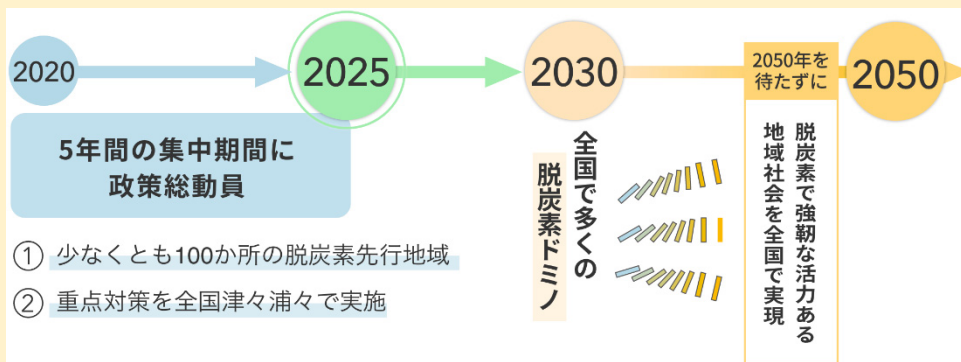 2020
2025
2030
2050年を
待たずに
2050
5年間の集中期間に
政策総動員
① 少なくとも100か所の脱炭素先行地域
② 重点対策を全国津々浦々で実施
全国で多くの
脱炭素ドミノ
脱炭素で強靭な活力ある
地域社会を全国で実現